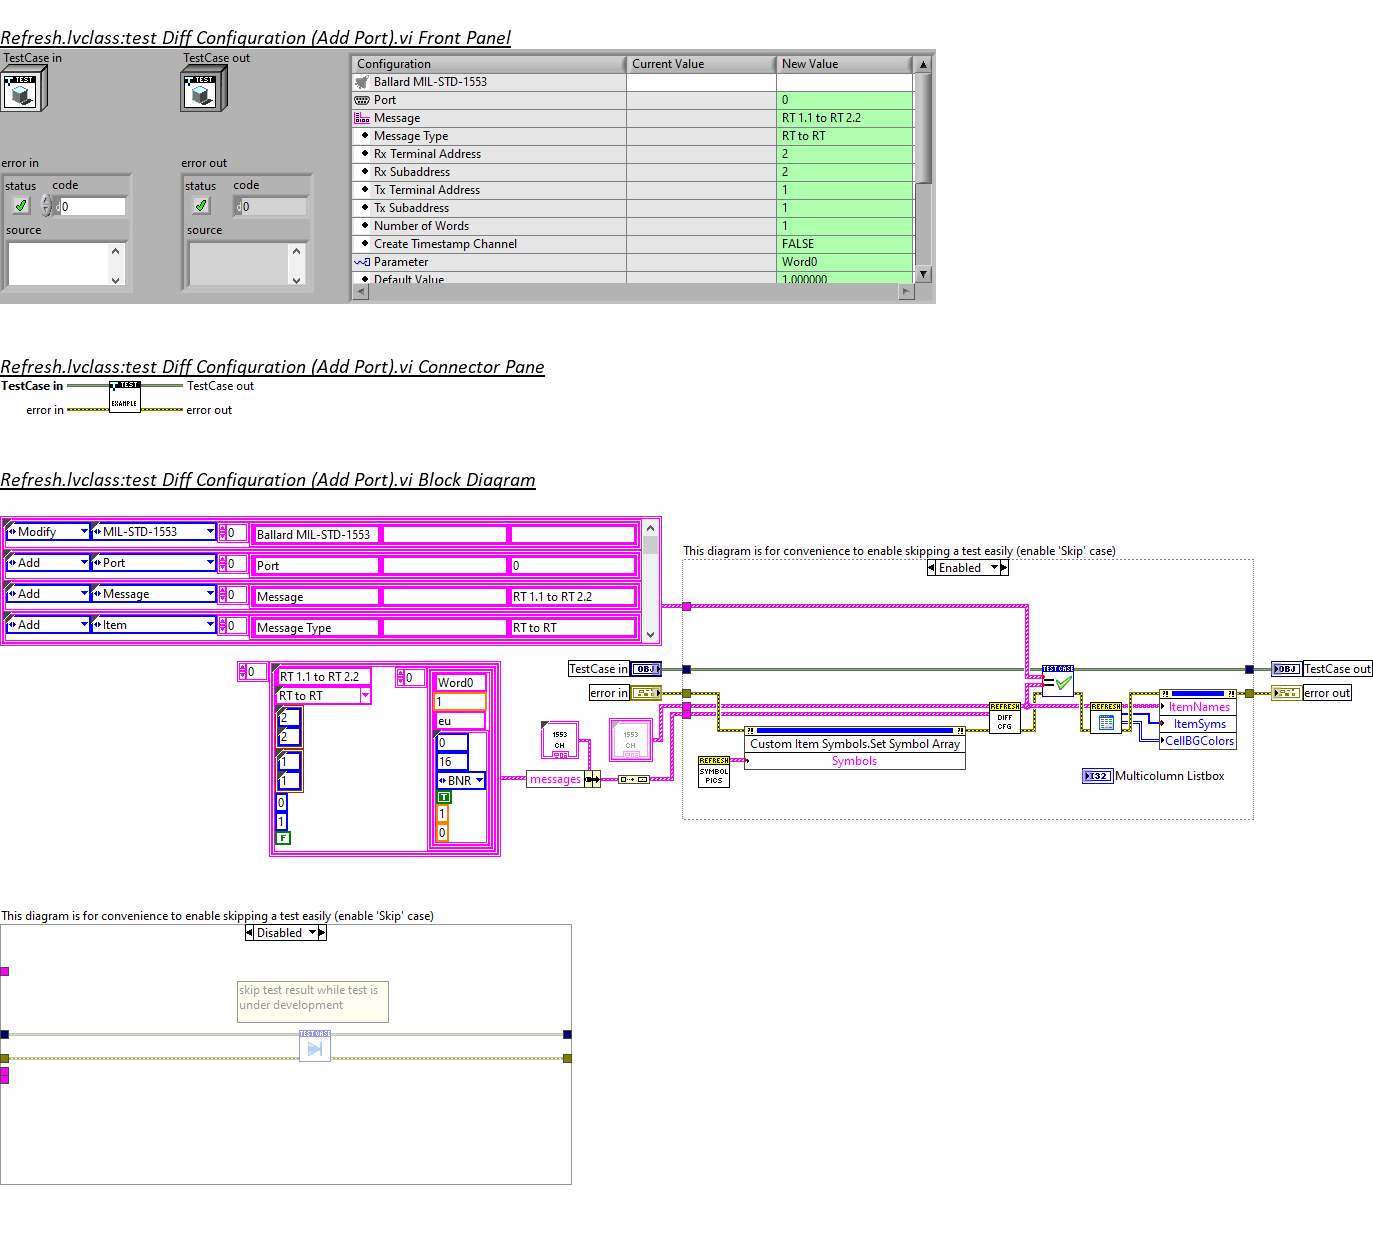 Refresh.lvclass:test Diff Configuration (Add Port).vi Front Panel
TestCase in
TestCase out
TEST
TEST
error in
error out
status code
0
source
status code
0
source
Configuration Current Value New Value
Ballard MIL-STD-1553
Port 0
Message RT 1.1 to RT 2.2
Message Type RT to RT
Rx Terminal Address 2
Rx Subaddress 2
Tx Terminal Address 1
Tx Subaddress 1
Number of Words 1
Create Timestamp Channel FALSE
Parameter Word0
Default Value 1.000000
Refresh.lvclass:test Diff Configuration (Add Port).vi Connector Pane
TestCase in TEST TestCase out
error in EXAMPLE error out
Refresh.lvclass:test Diff Configuration (Add Port).vi Block Diagram
Modify MIL-STD-1553 0 Ballard MIL-STD-1553
Add Port 0 Port 0
Add Message 0 Message RT 1.1 to RT 2.2
Add Item 0 Message Type RT to RT
This diagram is for convenience to enable skipping a test easily (enable 'Skip' case)
Enabled
TestCase in OBJ
error in
TEST CASE
OBJ TestCase out
error out
0
RT 1.1 to RT 2.2
RT to RT
2
2
1
1
0
1
F
0
Word0
1
eu
0
16
BNR
T
1
0
1553
CH
1553
CH
messages
REFRESH
SYMBOL
PICS
?! ?!
Custom Item Symbols.Set Symbol Array
Symbols
REFRESH
DIFF
CFG
REFRESH
?! ?!
ItemNames
ItemSyms
CellBGColors
I32 Multicolumn Listbox
This diagram is for convenience to enable skipping a test easily (enable 'Skip' case)
Disabled
skip test result while test is
under development
TEST CASE